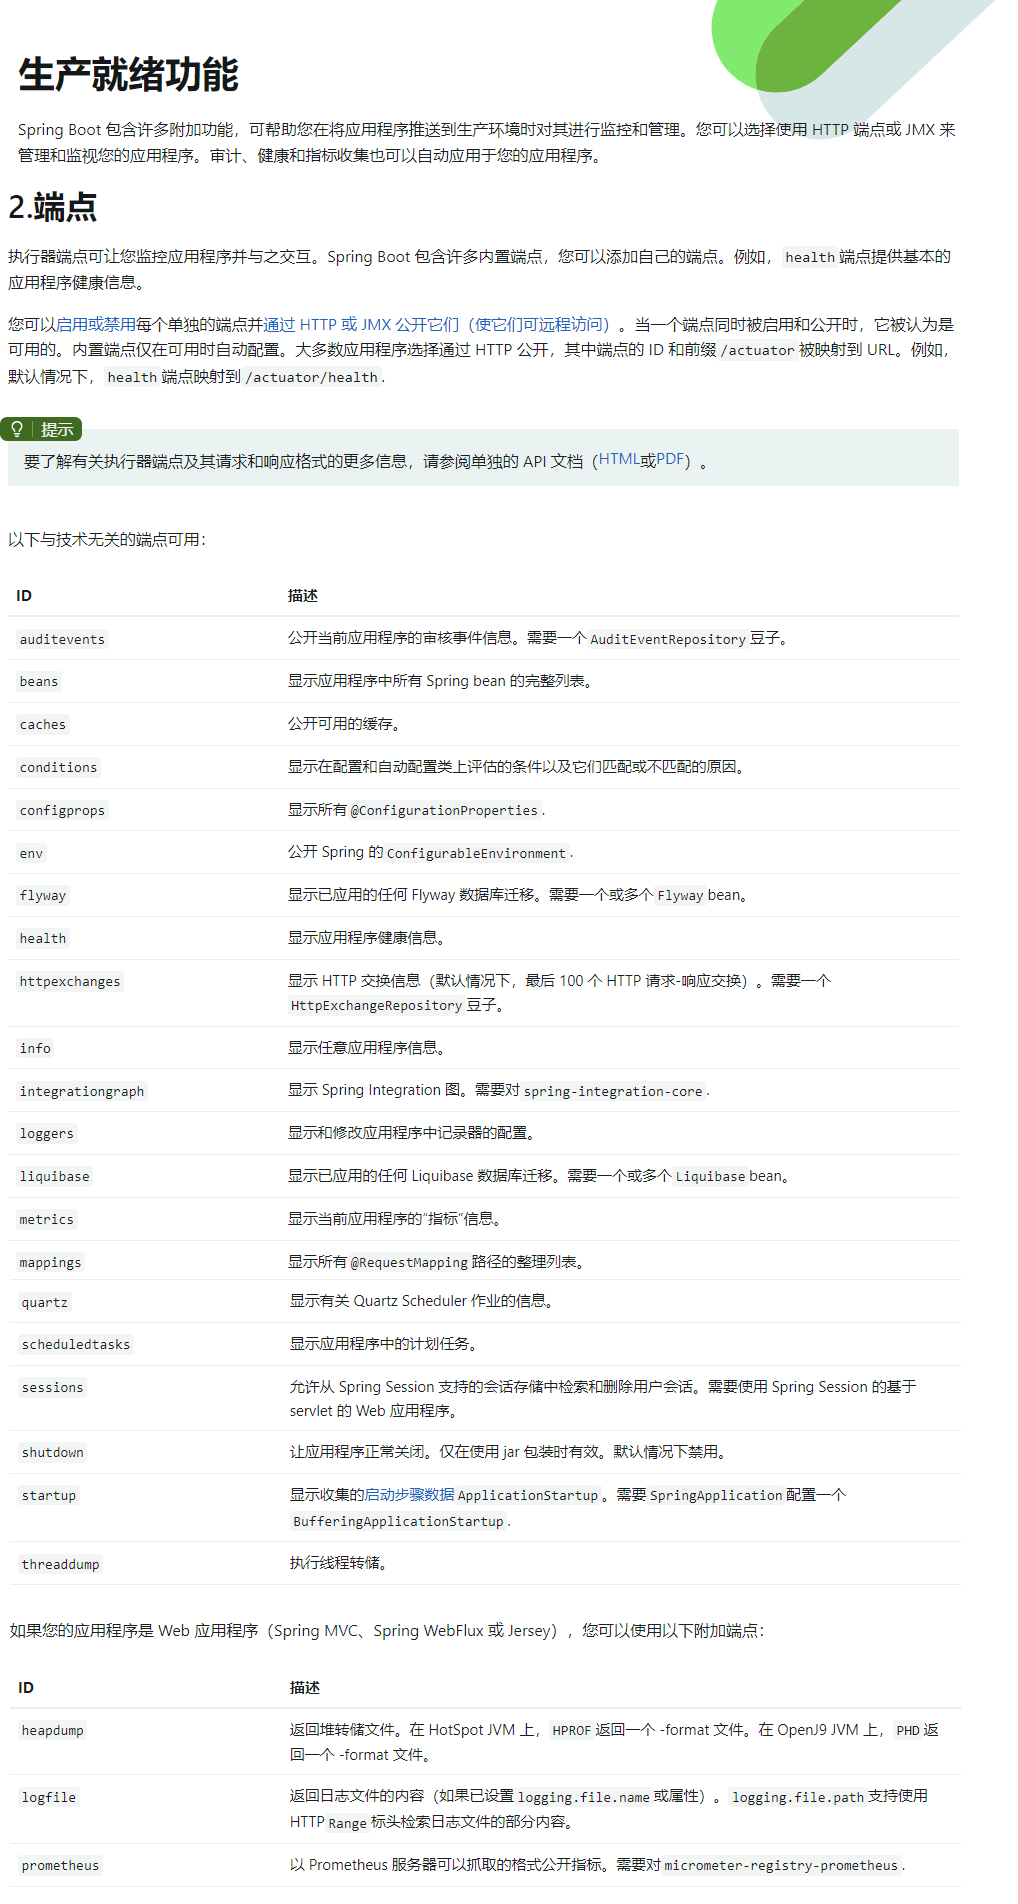 生产就绪功能
Spring Boot 包含许多附加功能，可帮助您在将应用程序推送到生产环境时对其进行监控和管理。您可以选择使用 HTTP 端点或 JMX 来
管理和监视您的应用程序。审计、健康和指标收集也可以自动应用于您的应用程序。
2.端点
执行器端点可让您监控应用程序并与之交互。Spring Boot 包含许多内置端点，您可以添加自己的端点。例如， health 端点提供基本的
应用程序健康信息。
您可以启用或禁用每个单独的端点并通过 HTTP 或 JMX 公开它们（使它们可远程访问）。当一个端点同时被启用和公开时，它被认为是
可用的。内置端点仅在可用时自动配置。大多数应用程序选择通过 HTTP 公开，其中端点的 ID 和前缀 /actuator 被映射到 URL。例如，
默认情况下， health 端点映射到 /actuator/health .
提示
要了解有关执行器端点及其请求和响应格式的更多信息，请参阅单独的 API 文档（HTML或PDF）。
以下与技术无关的端点可用：
ID 描述
auditevents 公开当前应用程序的审核事件信息。需要一个 AuditEventRepository 豆子。
beans 显示应用程序中所有 Spring bean 的完整列表。
caches 公开可用的缓存。
conditions 显示在配置和自动配置类上评估的条件以及它们匹配或不匹配的原因。
configprops 显示所有 @ConfigurationProperties .
env 公开 Spring 的 ConfigurableEnvironment .
flyway 显示已应用的任何 Flyway 数据库迁移。需要一个或多个 Flyway bean。
health 显示应用程序健康信息。
httpexchanges 显示 HTTP 交换信息（默认情况下，最后 100 个 HTTP 请求-响应交换）。需要一个
HttpExchangeRepository 豆子。
info 显示任意应用程序信息。
integrationgraph 显示 Spring Integration 图。需要对 spring-integration-core .
loggers 显示和修改应用程序中记录器的配置。
liquibase 显示已应用的任何 Liquibase 数据库迁移。需要一个或多个 Liquibase bean。
metrics 显示当前应用程序的“指标”信息。
mappings 显示所有 @RequestMapping 路径的整理列表。
quartz 显示有关 Quartz Scheduler 作业的信息。
scheduledtasks 显示应用程序中的计划任务。
sessions 允许从 Spring Session 支持的会话存储中检索和删除用户会话。需要使用 Spring Session 的基于
servlet 的 Web 应用程序。
shutdown 让应用程序正常关闭。仅在使用 jar 包装时有效。默认情况下禁用。
startup 显示收集的启动步骤数据 ApplicationStartup 。需要 SpringApplication 配置一个
BufferingApplicationStartup .
threaddump 执行线程转储。
如果您的应用程序是 Web 应用程序（Spring MVC、Spring WebFlux 或 Jersey），您可以使用以下附加端点：
ID 描述
heapdump 返回堆转储文件。在 HotSpot JVM 上， HPROF 返回一个 -format 文件。在 OpenJ9 JVM 上， PHD 返
回一个 -format 文件。
logfile 返回日志文件的内容（如果已设置 logging.file.name 或属性）。 logging.file.path 支持使用
HTTP Range 标头检索日志文件的部分内容。
prometheus 以 Prometheus 服务器可以抓取的格式公开指标。需要对 micrometer-registry-prometheus .